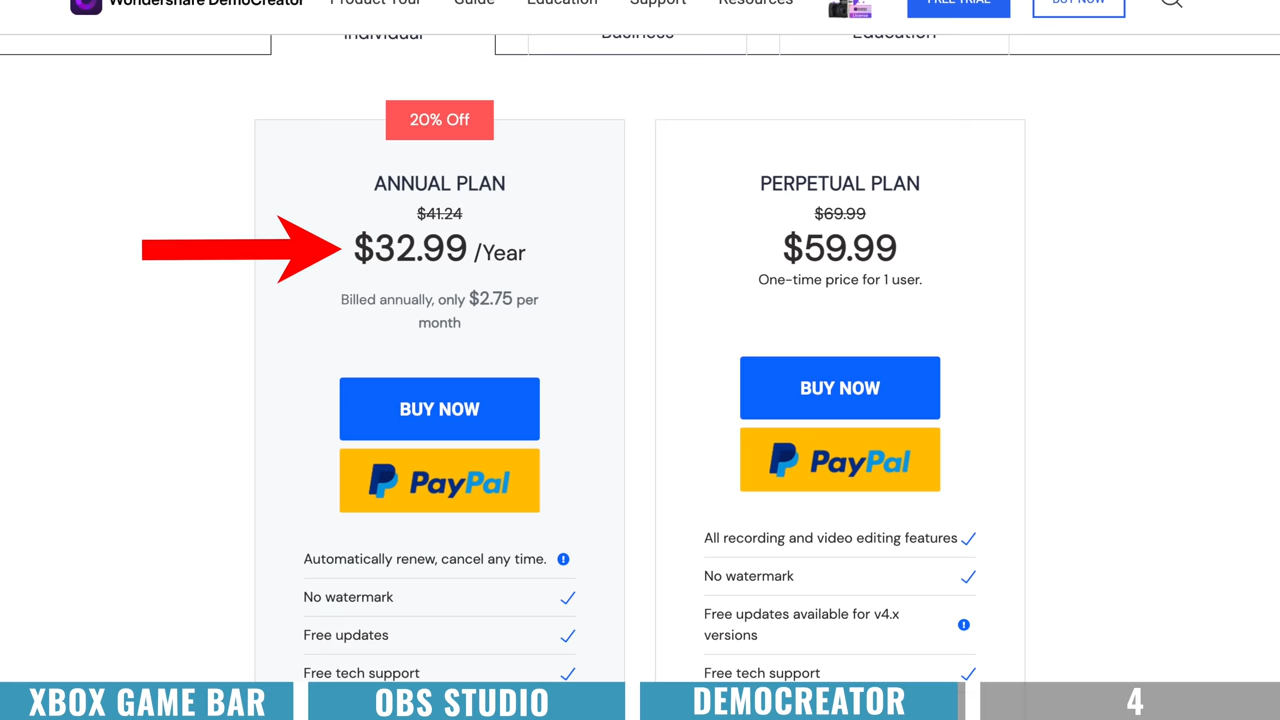 Wondershare DemoCreator
Product Tour
Guide
Education
Support
Resources
FREE TRIAL
BUY NOW
Individual
Business
Education
20% Off
ANNUAL PLAN
$41.24
$32.99 /Year
Billed annually, only $2.75 per
month
BUY NOW
PayPal
Automatically renew, cancel any time.
No watermark
Free updates
Free tech support
PERPETUAL PLAN
$69.99
$59.99
One-time price for 1 user.
BUY NOW
PayPal
All recording and video editing features
No watermark
Free updates available for v4.x
versions
Free tech support
XBOX GAME BAR
OBS STUDIO
DEMOCREATOR
4